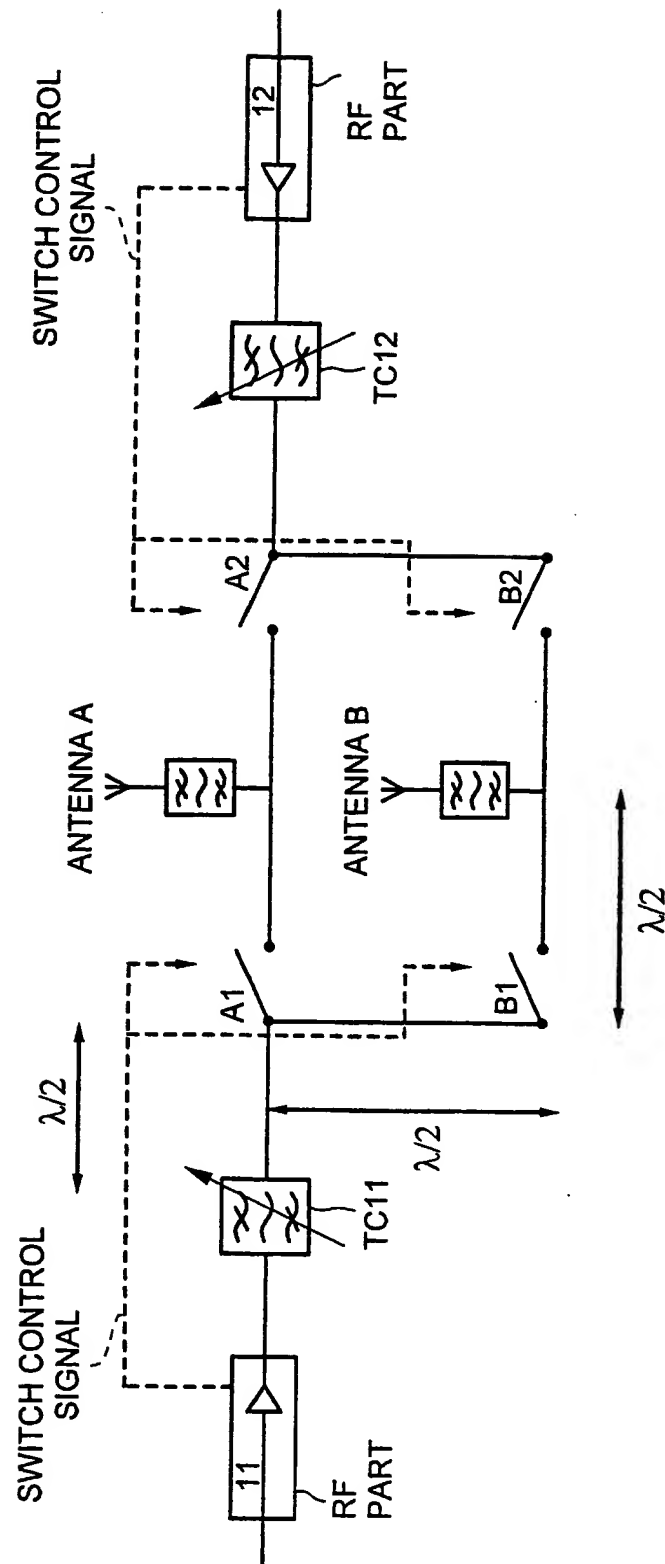 SWITCH CONTROL
SIGNAL
11
RF
PART
TC11
λ/2
λ/2
A1
B1
λ/2
ANTENNA A
ANTENNA B
A2
B2
TC12
SWITCH CONTROL
SIGNAL
12
RF
PART